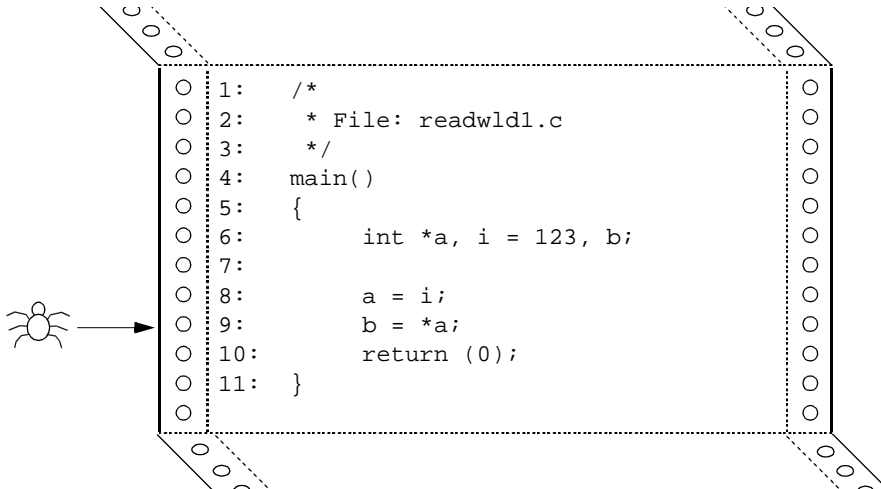 1: /*
2: * File: readwld1.c
3: */
4: main()
5: {
6: int *a, i = 123, b;
7:
8: a = i;
9: b = *a;
10: return (0);
11: }